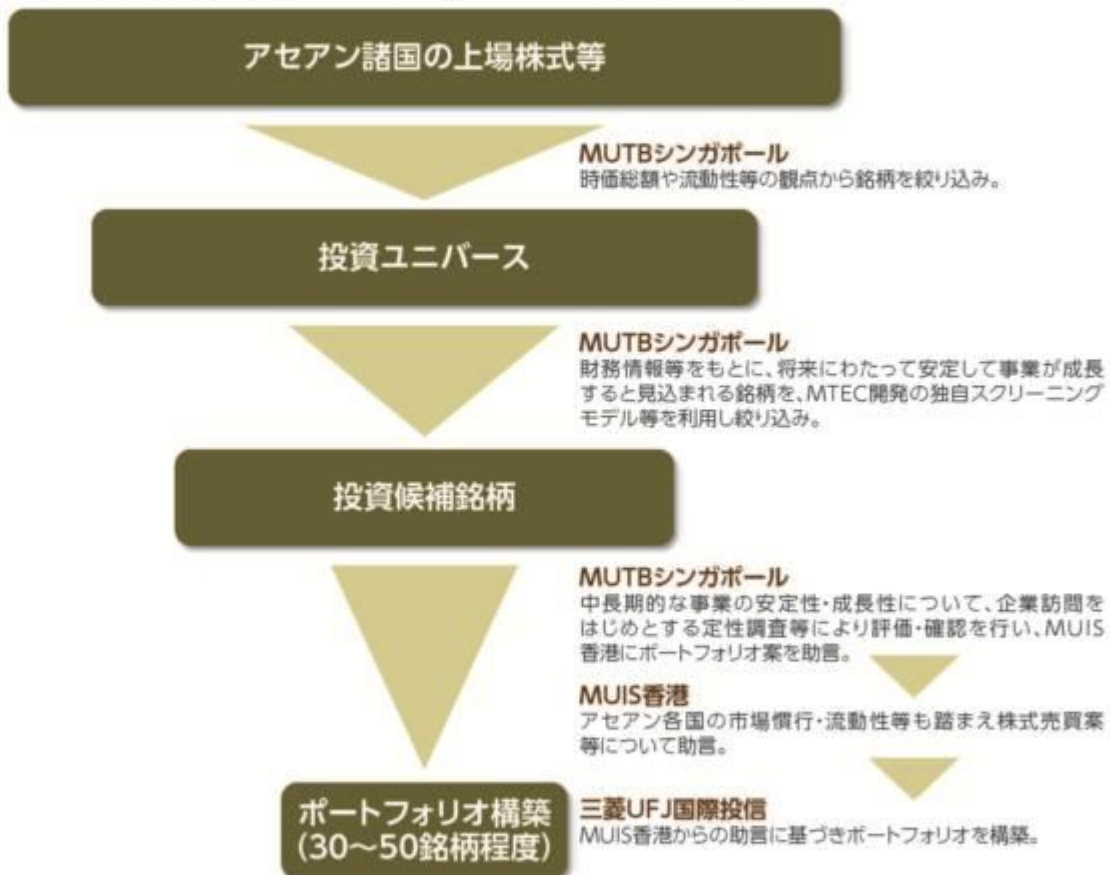 アセアン諸国の上場株式等
MUTBシンガポール
時価総額や流動性等の観点から銘柄を絞り込み。
投資ユニバース
MUTBシンガポール
財務情報等をもとに、将来にわたって安定して事業が成長
すると見込まれる銘柄を、MTEC開発の独自スクリーニング
モデル等を利用し絞り込み。
投資候補銘柄
MUTBシンガポール
中長期的な事業の安定性・成長性について、企業訪問を
はじめとする定性調査等により評価・確認を行い、MUIS
香港にポートフォリオ案を助言。
MUIS香港
アセアン各国の市場慣行・流動性等も踏まえ株式売買案
等について助言。
ポートフォリオ構築
(30〜50銘柄程度)
三菱UFJ国際投信
MUIS香港からの助言に基づきポートフォリオを構築。